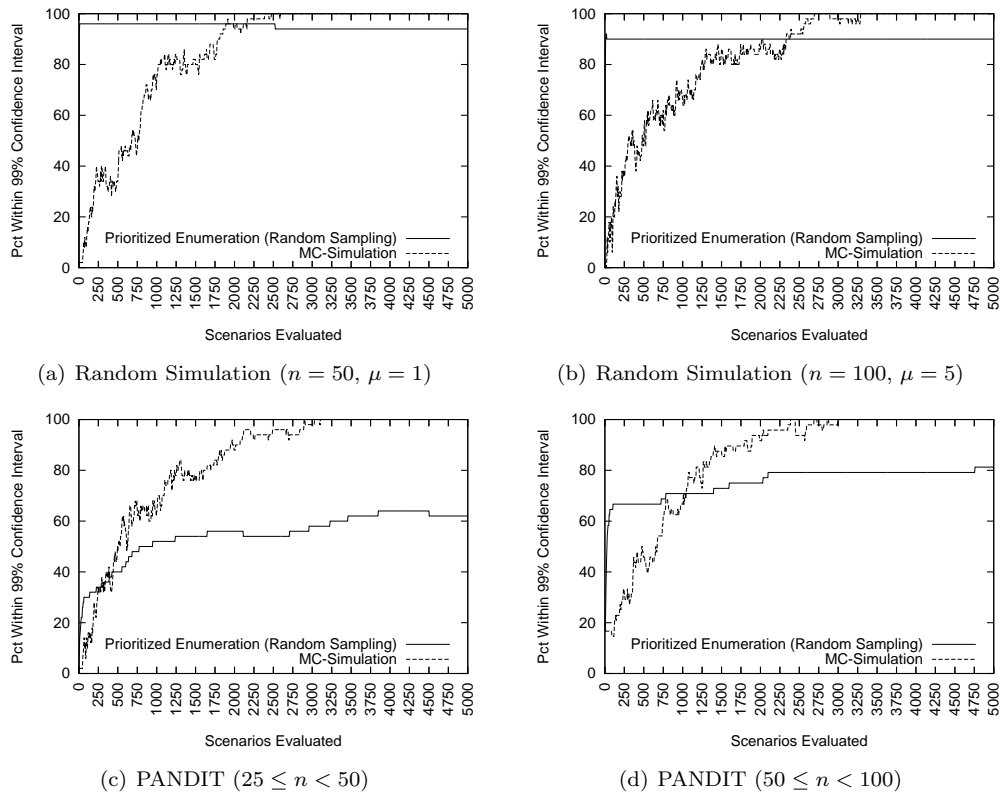 Pct Within 99% Confidence Interval
100
80
60
40
20
0
Prioritized Enumeration (Random Sampling)
MC-Simulation
0 250 500 750 1000 1250 1500 1750 2000 2250 2500 2750 3000 3250 3500 3750 4000 4250 4500 4750 5000
Scenarios Evaluated
(a) Random Simulation (n = 50, μ = 1)
Pct Within 99% Confidence Interval
100
80
60
40
20
0
Prioritized Enumeration (Random Sampling)
MC-Simulation
0 250 500 750 1000 1250 1500 1750 2000 2250 2500 2750 3000 3250 3500 3750 4000 4250 4500 4750 5000
Scenarios Evaluated
(b) Random Simulation (n = 100, μ = 5)
Pct Within 99% Confidence Interval
100
80
60
40
20
0
Prioritized Enumeration (Random Sampling)
MC-Simulation
0 250 500 750 1000 1250 1500 1750 2000 2250 2500 2750 3000 3250 3500 3750 4000 4250 4500 4750 5000
Scenarios Evaluated
(c) PANDIT (25 ≤ n < 50)
Pct Within 99% Confidence Interval
100
80
60
40
20
0
Prioritized Enumeration (Random Sampling)
MC-Simulation
0 250 500 750 1000 1250 1500 1750 2000 2250 2500 2750 3000 3250 3500 3750 4000 4250 4500 4750 5000
Scenarios Evaluated
(d) PANDIT (50 ≤ n < 100)